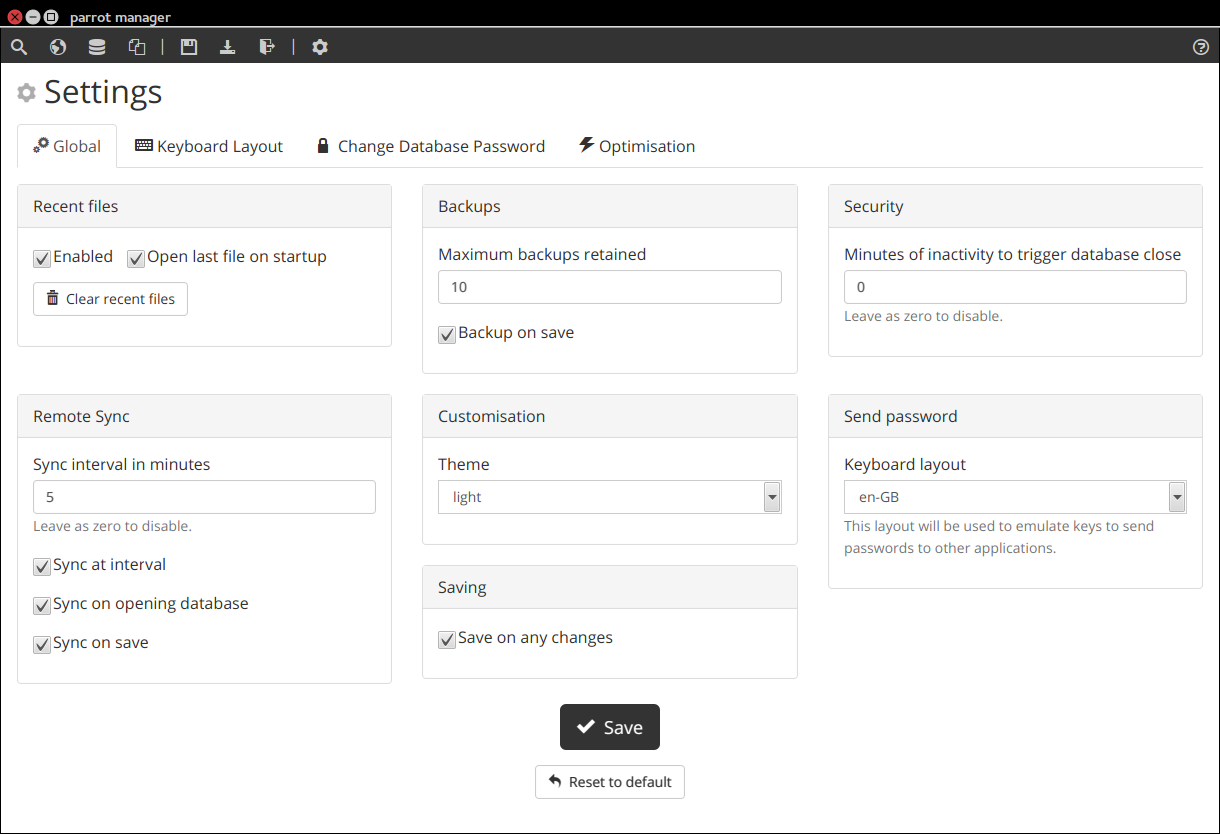 parrot manager
Settings
Global
Keyboard Layout
Change Database Password
Optimisation
Recent files
Enabled
Open last file on startup
Clear recent files
Backups
Maximum backups retained
10
Backup on save
Security
Minutes of inactivity to trigger database close
0
Leave as zero to disable.
Remote Sync
Sync interval in minutes
5
Leave as zero to disable.
Sync at interval
Sync on opening database
Sync on save
Customisation
Theme
light
Saving
Save on any changes
Send password
Keyboard layout
en-GB
This layout will be used to emulate keys to send
passwords to other applications.
Save
Reset to default